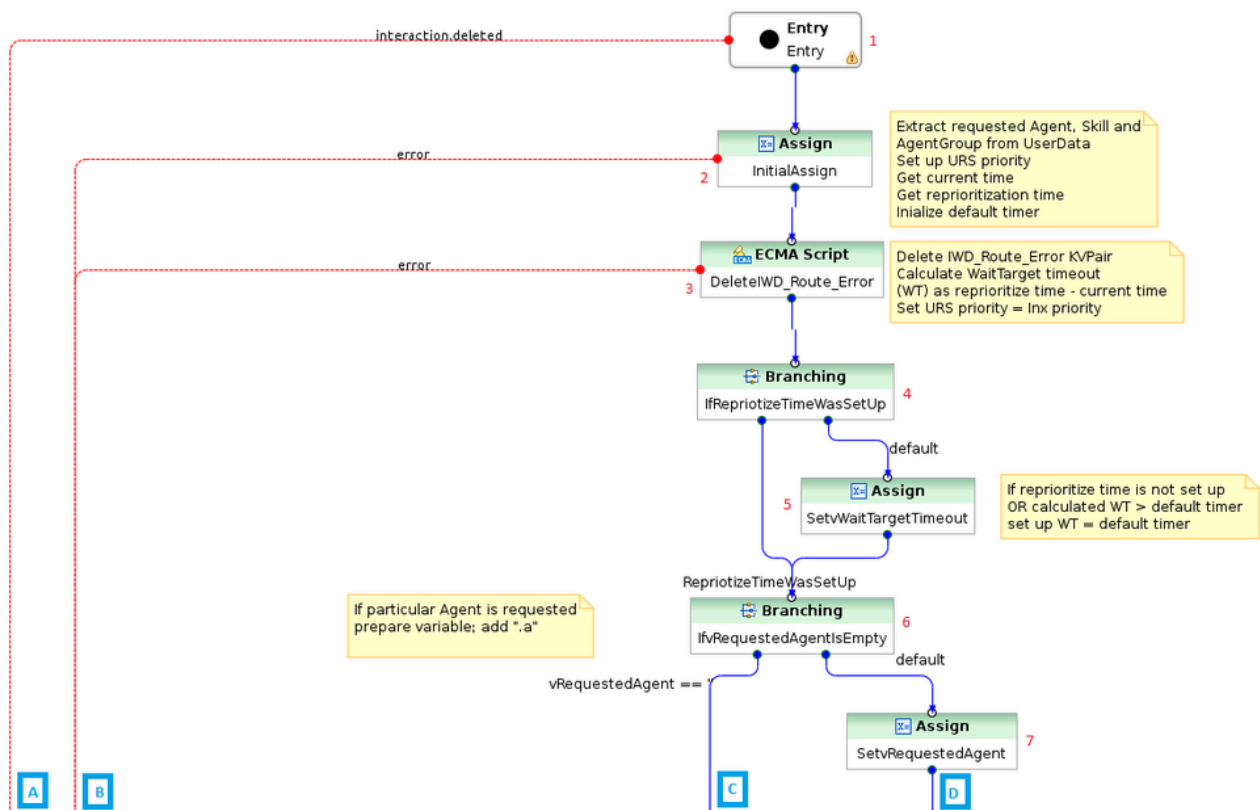 interaction.deleted
Entry
Entry
1
error
Assign
InitialAssign
2
Extract requested Agent, Skill and
AgentGroup from UserData
Set up URS priority
Get current time
Get reprioritization time
Inialize default timer
error
ECMA Script
DeleteIWD_Route_Error
3
Delete IWD_Route_Error KVPair
Calculate WaitTarget timeout
(WT) as reprioritize time - current time
Set URS priority = Inx priority
Branching
IfRepriotizeTimeWasSetUp
4
default
Assign
SetvWaitTargetTimeout
5
If reprioritize time is not set up
OR calculated WT > default timer
set up WT = default timer
RepriotizeTimeWasSetUp
If particular Agent is requested
prepare variable; add ".a"
Branching
IfvRequestedAgentIsEmpty
6
default
vRequestedAgent == '
Assign
SetvRequestedAgent
7
A
B
C
D